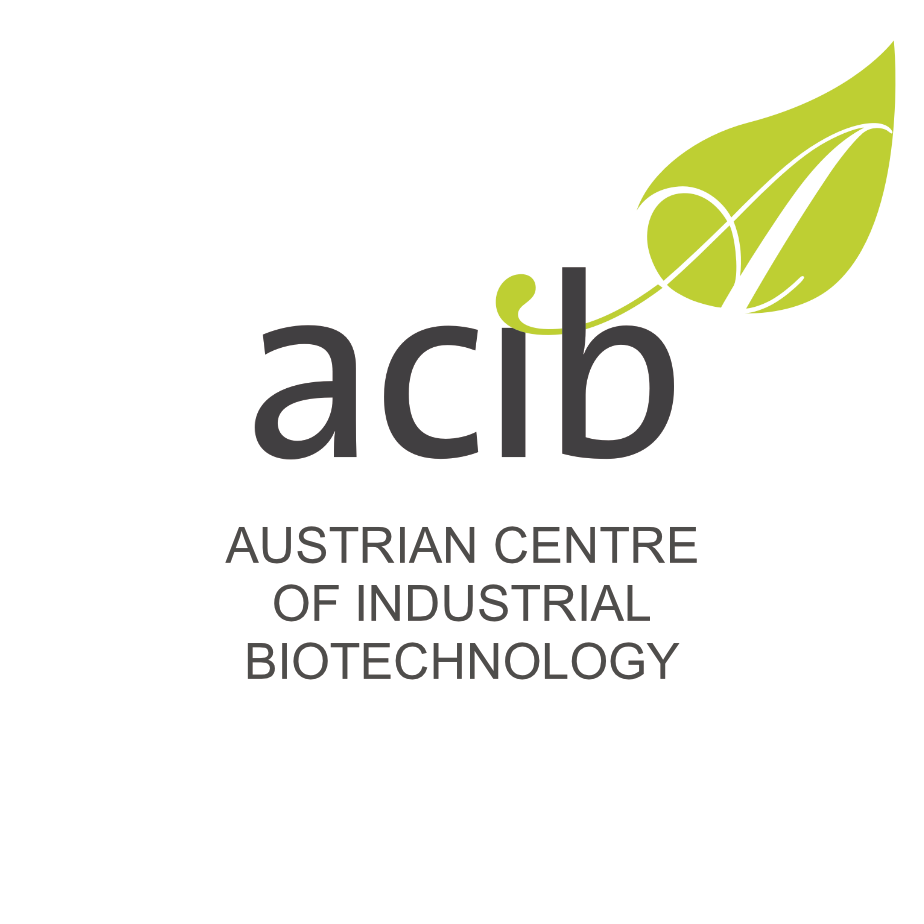 acib
AUSTRIAN CENTRE
OF INDUSTRIAL
BIOTECHNOLOGY